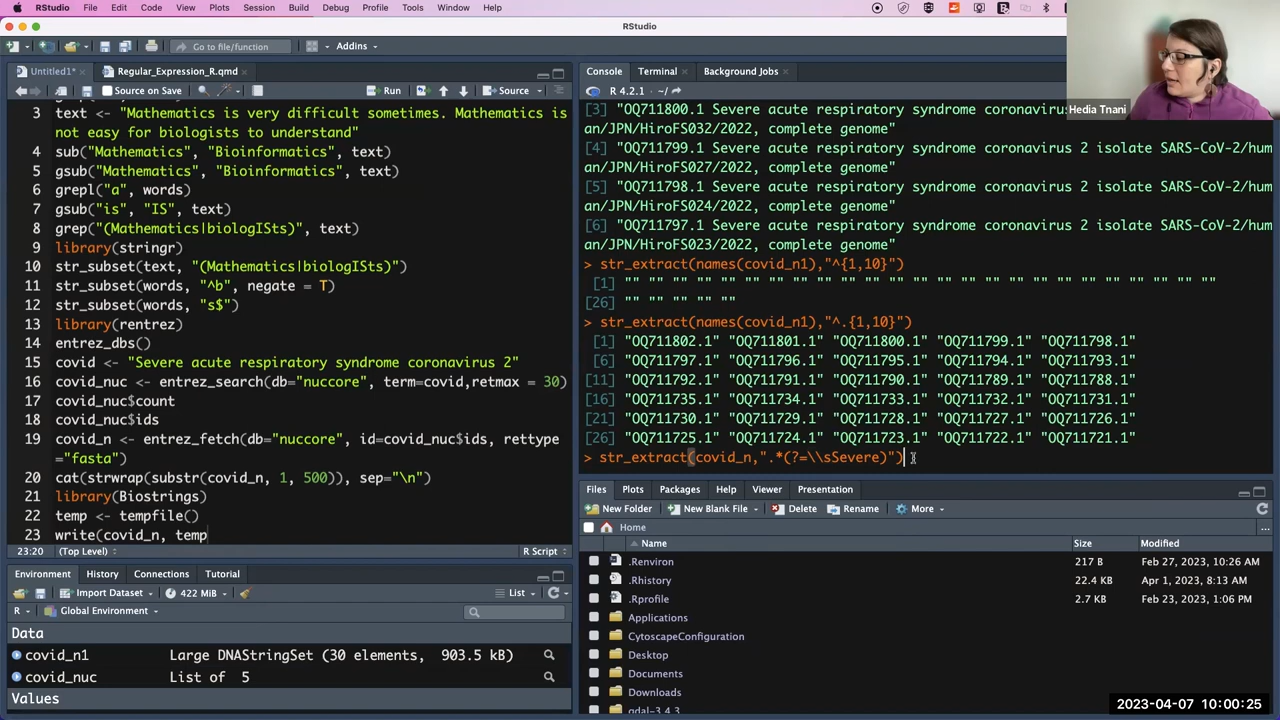 RStudio File Edit Code View Plots Session Build Debug Profile Tools Window Help
RStudio
Go to file/function Addins
Untitled1* Regular_Expression_R.qmd
Source on Save Run Source
3 text <- "Mathematics is very difficult sometimes. Mathematics is
not easy for biologists to understand"
4 sub("Mathematics", "Bioinformatics", text)
5 gsub("Mathematics", "Bioinformatics", text)
6 grepl("a", words)
7 gsub("is", "IS", text)
8 grep("(Mathematics|biologISts)", text)
9 library(stringr)
10 str_subset(text, "(Mathematics|biologISts)")
11 str_subset(words, "^b", negate = T)
12 str_subset(words, "s$")
13 library(rentrez)
14 entrez_dbs()
15 covid <- "Severe acute respiratory syndrome coronavirus 2"
16 covid_nuc <- entrez_search(db="nuccore", term=covid,retmax = 30)
17 covid_nuc$count
18 covid_nuc$ids
19 covid_n <- entrez_fetch(db="nuccore", id=covid_nuc$ids, rettype
="fasta")
20 cat(strwrap(substr(covid_n, 1, 500)), sep="\n")
21 library(Biostrings)
22 temp <- tempfile()
23 write(covid_n, temp
23:20 (Top Level) R Script
Environment History Connections Tutorial
Import Dataset 422 MiB List
R Global Environment
Data
covid_n1 Large DNAStringSet (30 elements, 903.5 kB)
covid_nuc List of 5
Values
Console Terminal Background Jobs
R 4.2.1 · ~/
[3] "OQ711800.1 Severe acute respiratory syndrome coronavirus
an/JPN/HiroFS032/2022, complete genome"
[4] "OQ711799.1 Severe acute respiratory syndrome coronavirus 2 isolate SARS-CoV-2/hum
an/JPN/HiroFS027/2022, complete genome"
[5] "OQ711798.1 Severe acute respiratory syndrome coronavirus 2 isolate SARS-CoV-2/hum
an/JPN/HiroFS024/2022, complete genome"
[6] "OQ711797.1 Severe acute respiratory syndrome coronavirus 2 isolate SARS-CoV-2/hum
an/JPN/HiroFS023/2022, complete genome"
> str_extract(names(covid_n1),"^{1,10}")
[1] "" "" "" "" "" "" "" "" "" "" "" "" "" "" "" "" "" "" "" "" "" "" "" "" ""
[26] "" "" "" "" ""
> str_extract(names(covid_n1),"^.{1,10}")
[1] "OQ711802.1" "OQ711801.1" "OQ711800.1" "OQ711799.1" "OQ711798.1"
[6] "OQ711797.1" "OQ711796.1" "OQ711795.1" "OQ711794.1" "OQ711793.1"
[11] "OQ711792.1" "OQ711791.1" "OQ711790.1" "OQ711789.1" "OQ711788.1"
[16] "OQ711735.1" "OQ711734.1" "OQ711733.1" "OQ711732.1" "OQ711731.1"
[21] "OQ711730.1" "OQ711729.1" "OQ711728.1" "OQ711727.1" "OQ711726.1"
[26] "OQ711725.1" "OQ711724.1" "OQ711723.1" "OQ711722.1" "OQ711721.1"
> str_extract(covid_n,".*(?=\\sSevere)")
Files Plots Packages Help Viewer Presentation
New Folder New Blank File Delete Rename More
Home
Name Size Modified
.Renviron 217 B Feb 27, 2023, 10:26 AM
.Rhistory 22.4 KB Apr 1, 2023, 8:13 AM
.Rprofile 2.7 KB Feb 23, 2023, 1:06 PM
Applications
CytoscapeConfiguration
Desktop
Documents
Downloads
gdal-3.4.3
Hedia Tnani
2023-04-07 10:00:25